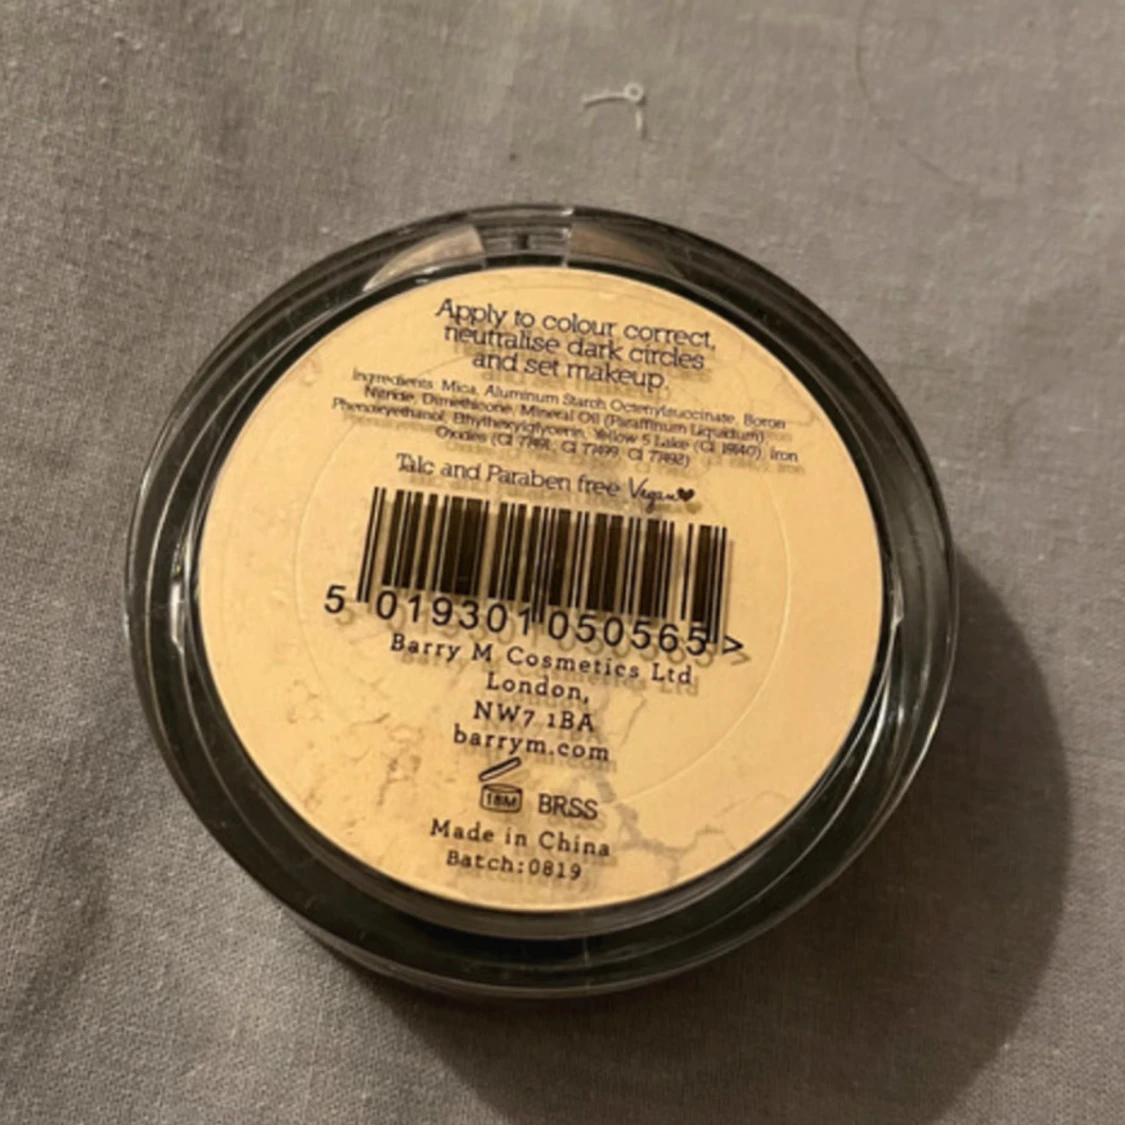 Apply to colour correct,
neutralise dark circles
and set makeup.
Ingredients: Mica, Aluminum Starch Octenylsuccinate, Boron
Nitride, Dimethicone, Mineral Oil (Paraffinum Liquidum),
Phenoxyethanol, Ethylhexylglycerin, Yellow 5 Lake (CI 19140), Iron
Oxides (CI 77491, CI 77499, CI 77492)
Talc and Paraben free Vegan
5 019301 050565 >
Barry M Cosmetics Ltd
London,
NW7 1BA
barrym.com
18M BRSS
Made in China
Batch:0819